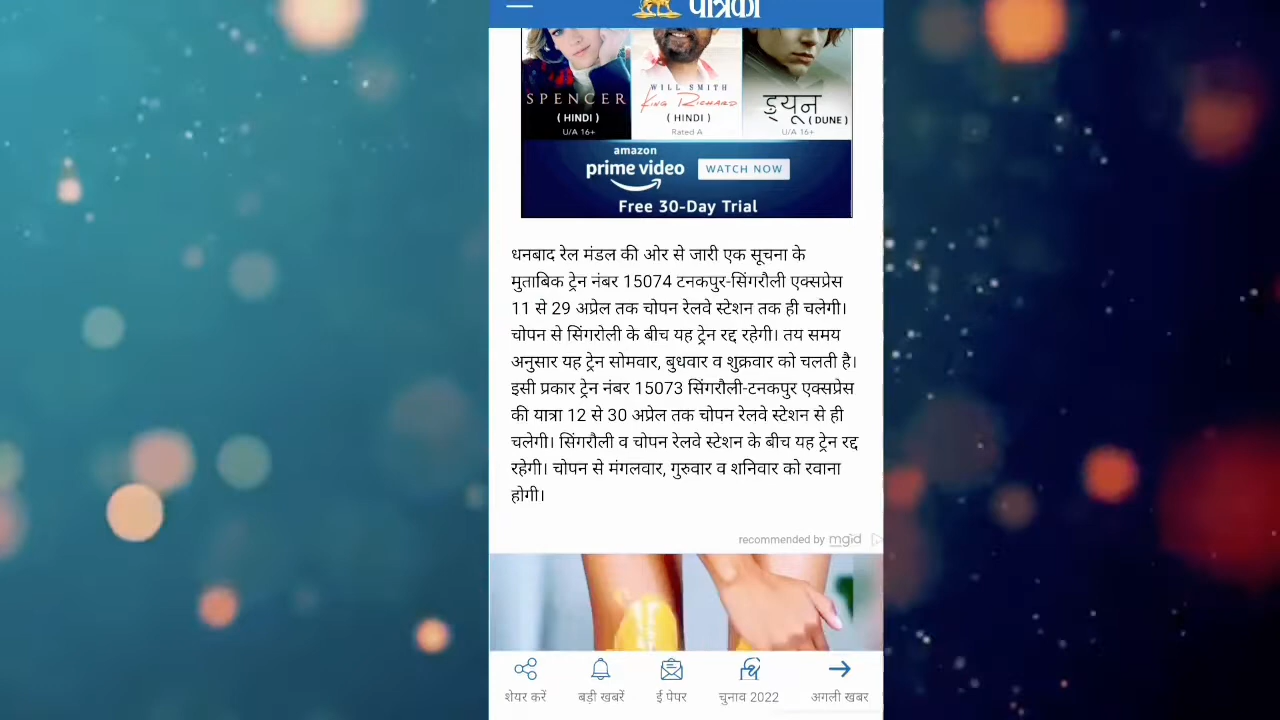 पत्रिका
SPENCER
( HINDI )
U/A 16+
WILL SMITH
King Richard
( HINDI )
Rated A
ड्यून
( DUNE )
U/A 16+
amazon
prime video
WATCH NOW
Free 30-Day Trial
धनबाद रेल मंडल की ओर से जारी एक सूचना के
मुताबिक ट्रेन नंबर 15074 टनकपुर-सिंगरौली एक्सप्रेस
11 से 29 अप्रेल तक चोपन रेलवे स्टेशन तक ही चलेगी।
चोपन से सिंगरोली के बीच यह ट्रेन रद्द रहेगी। तय समय
अनुसार यह ट्रेन सोमवार, बुधवार व शुक्रवार को चलती है।
इसी प्रकार ट्रेन नंबर 15073 सिंगरौली-टनकपुर एक्सप्रेस
की यात्रा 12 से 30 अप्रेल तक चोपन रेलवे स्टेशन से ही
चलेगी। सिंगरौली व चोपन रेलवे स्टेशन के बीच यह ट्रेन रद्द
रहेगी। चोपन से मंगलवार, गुरुवार व शनिवार को रवाना
होगी।
recommended by mgid
शेयर करें बड़ी खबरें ई पेपर चुनाव 2022 अगली खबर